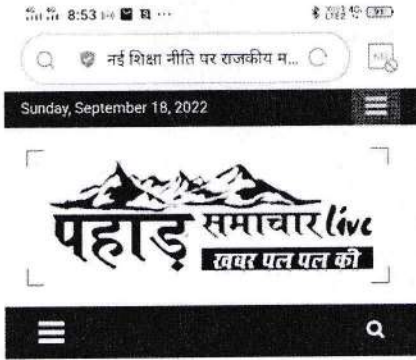 8:53
नई शिक्षा नीति पर राजकीय म...
Sunday, September 18, 2022
पहाड़ समाचार live
खबर पल पल की